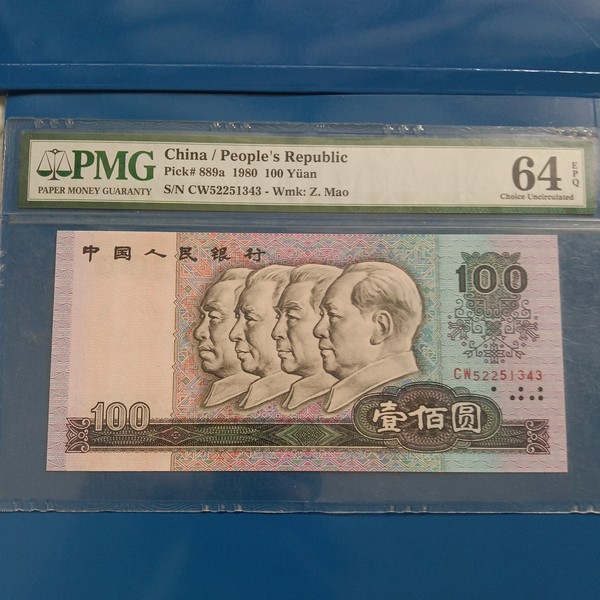 PMG
PAPER MONEY GUARANTY
China / People's Republic
Pick# 889a 1980 100 Yüan
S/N CW52251343 - Wmk: Z. Mao
64
EPQ
Choice Uncirculated
中国人民银行
100
CW52251343
100
壹佰圆